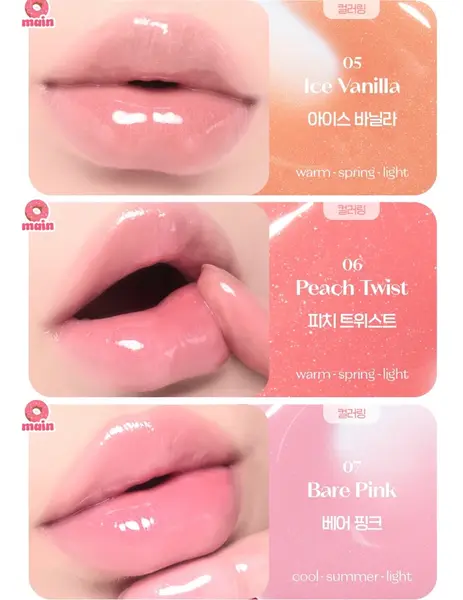 main
컬러링
05
Ice Vanilla
아이스 바닐라
warm · spring · light
main
컬러링
06
Peach Twist
피치 트위스트
warm · spring · light
main
컬러링
07
Bare Pink
베어 핑크
cool · summer · light